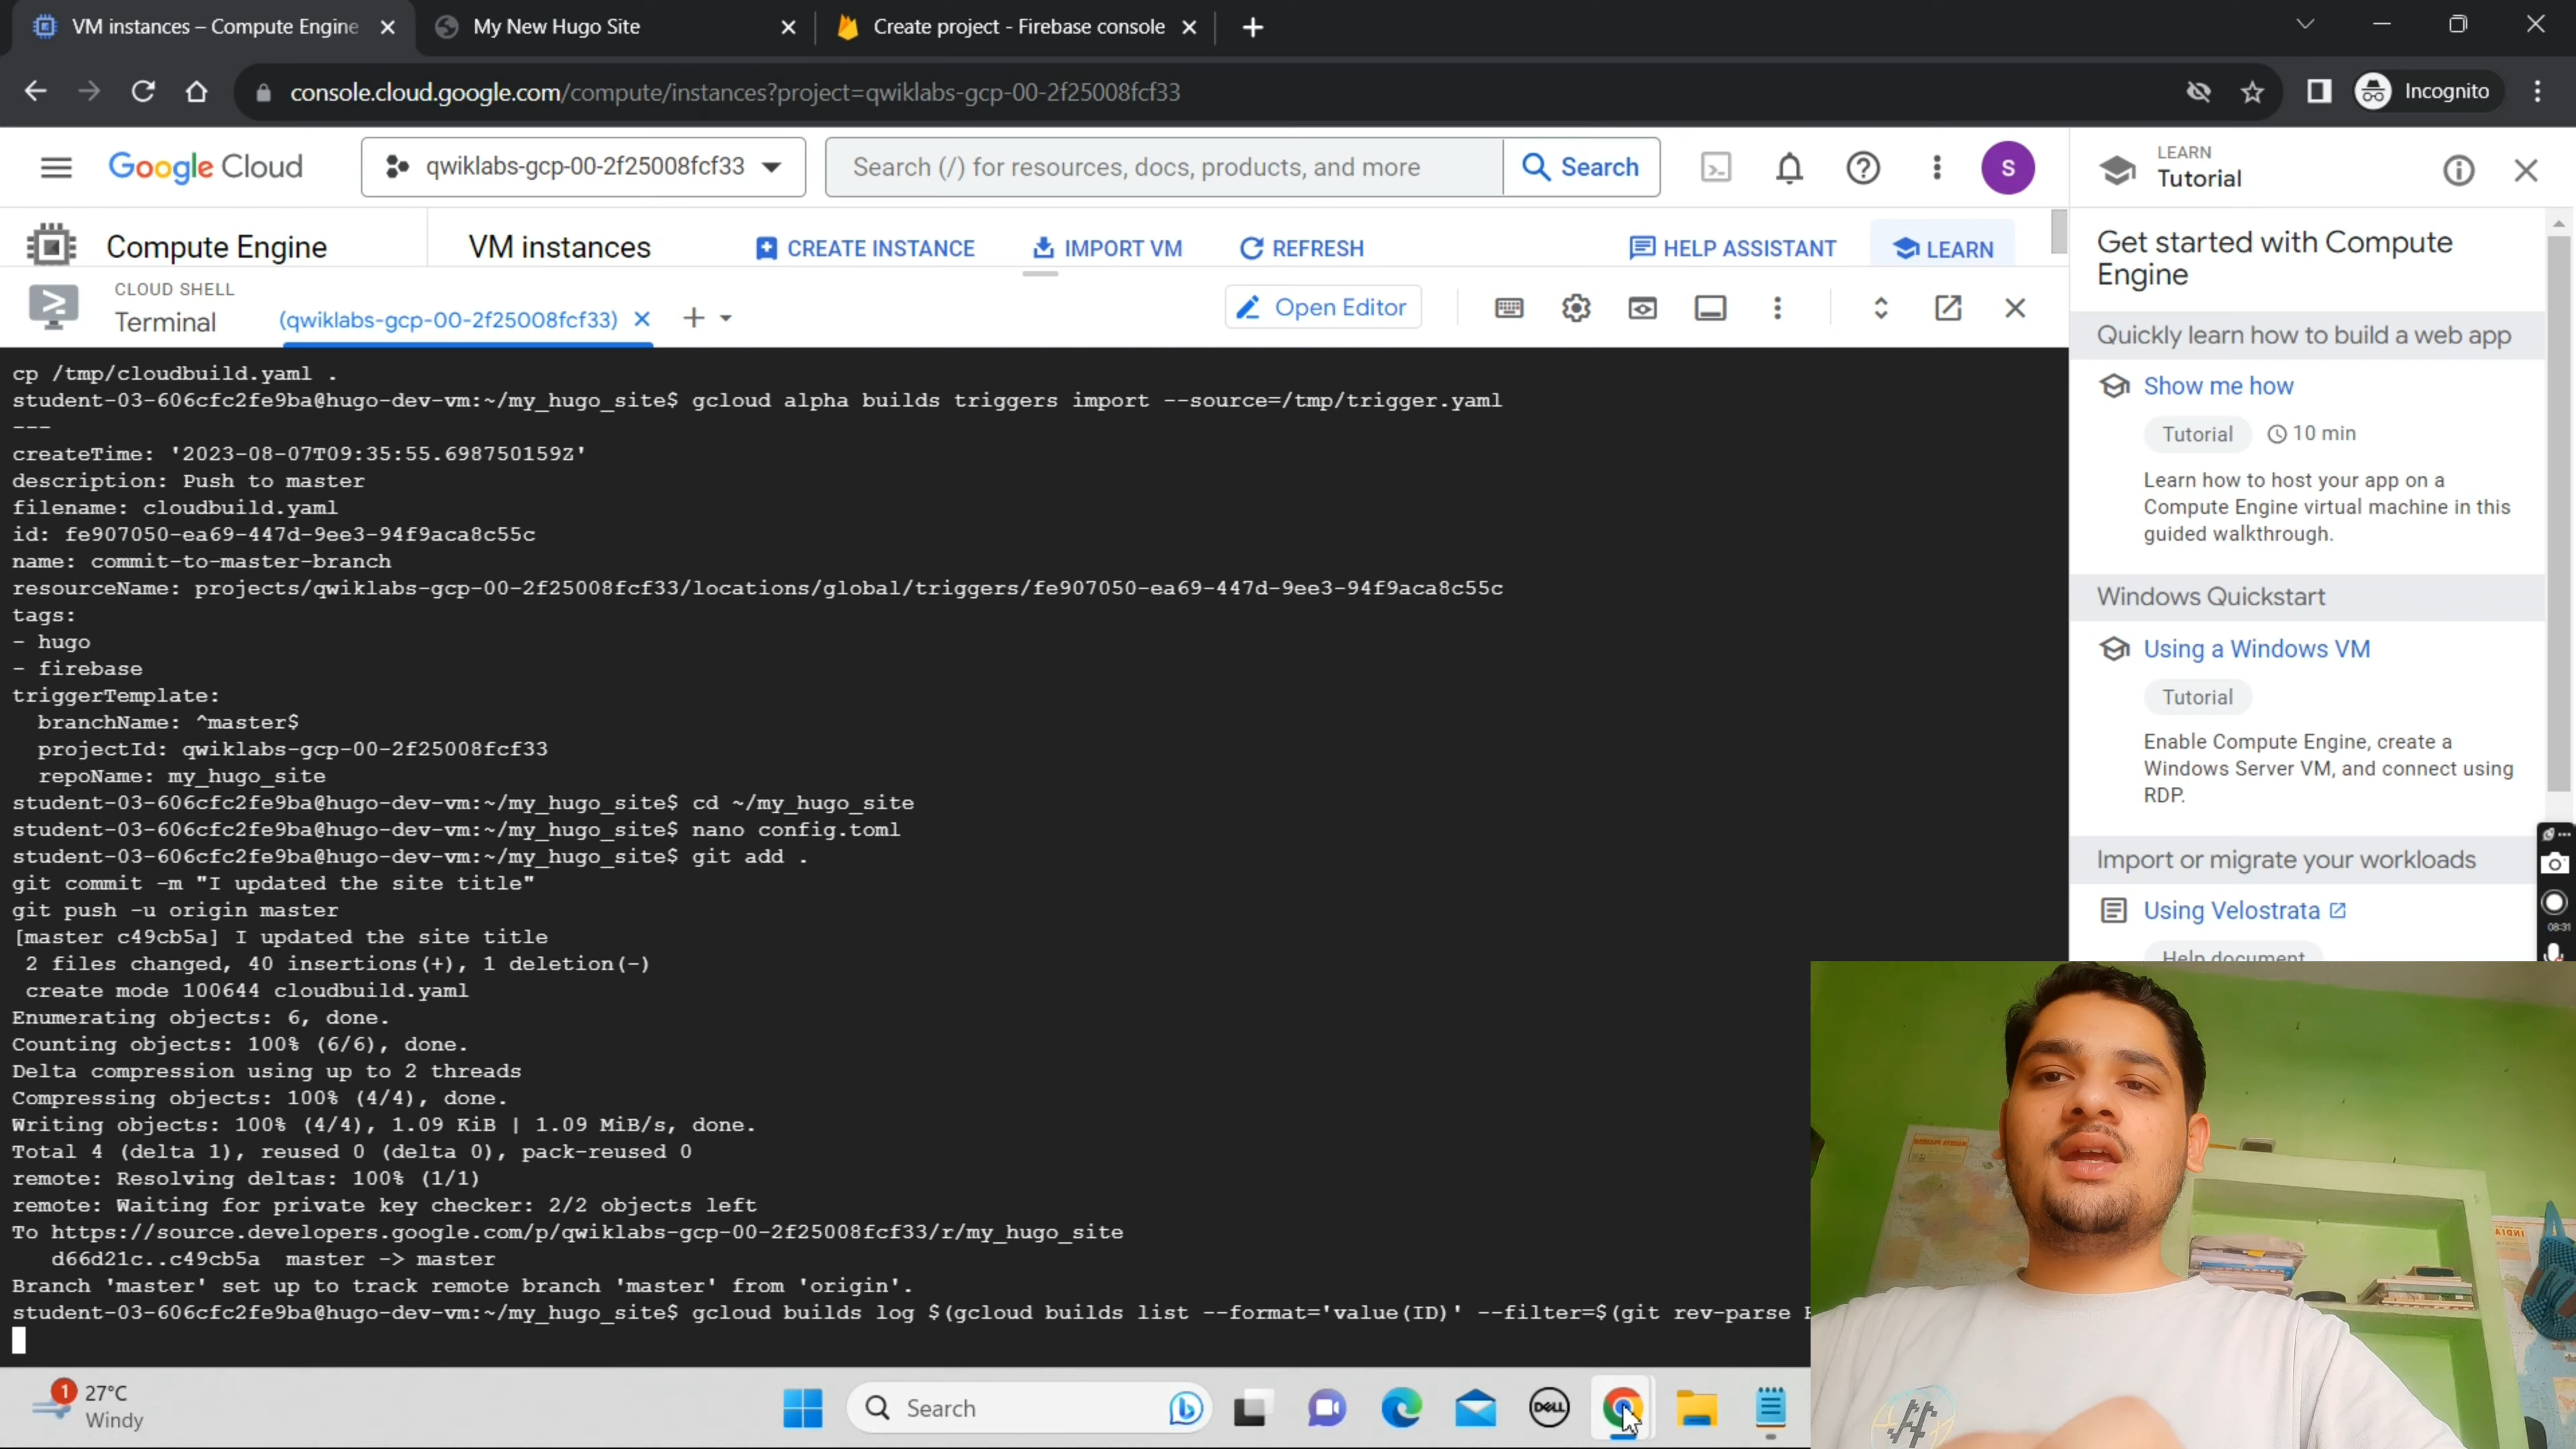 VM instances – Compute Engine
My New Hugo Site
Create project - Firebase console
console.cloud.google.com/compute/instances?project=qwiklabs-gcp-00-2f25008fcf33
Incognito
Google Cloud
qwiklabs-gcp-00-2f25008fcf33
Search (/) for resources, docs, products, and more
Search
S
LEARN
Tutorial
Compute Engine
VM instances
CREATE INSTANCE
IMPORT VM
REFRESH
HELP ASSISTANT
LEARN
CLOUD SHELL
Terminal
(qwiklabs-gcp-00-2f25008fcf33)
Open Editor
cp /tmp/cloudbuild.yaml .
student-03-606cfc2fe9ba@hugo-dev-vm:~/my_hugo_site$ gcloud alpha builds triggers import --source=/tmp/trigger.yaml
---
createTime: '2023-08-07T09:35:55.698750159Z'
description: Push to master
filename: cloudbuild.yaml
id: fe907050-ea69-447d-9ee3-94f9aca8c55c
name: commit-to-master-branch
resourceName: projects/qwiklabs-gcp-00-2f25008fcf33/locations/global/triggers/fe907050-ea69-447d-9ee3-94f9aca8c55c
tags:
- hugo
- firebase
triggerTemplate:
branchName: ^master$
projectId: qwiklabs-gcp-00-2f25008fcf33
repoName: my_hugo_site
student-03-606cfc2fe9ba@hugo-dev-vm:~/my_hugo_site$ cd ~/my_hugo_site
student-03-606cfc2fe9ba@hugo-dev-vm:~/my_hugo_site$ nano config.toml
student-03-606cfc2fe9ba@hugo-dev-vm:~/my_hugo_site$ git add .
git commit -m "I updated the site title"
git push -u origin master
[master c49cb5a] I updated the site title
2 files changed, 40 insertions(+), 1 deletion(-)
create mode 100644 cloudbuild.yaml
Enumerating objects: 6, done.
Counting objects: 100% (6/6), done.
Delta compression using up to 2 threads
Compressing objects: 100% (4/4), done.
Writing objects: 100% (4/4), 1.09 KiB | 1.09 MiB/s, done.
Total 4 (delta 1), reused 0 (delta 0), pack-reused 0
remote: Resolving deltas: 100% (1/1)
remote: Waiting for private key checker: 2/2 objects left
To https://source.developers.google.com/p/qwiklabs-gcp-00-2f25008fcf33/r/my_hugo_site
d66d21c..c49cb5a master -> master
Branch 'master' set up to track remote branch 'master' from 'origin'.
student-03-606cfc2fe9ba@hugo-dev-vm:~/my_hugo_site$ gcloud builds log $(gcloud builds list --format='value(ID)' --filter=$(git rev-parse
Get started with Compute
Engine
Quickly learn how to build a web app
Show me how
Tutorial
10 min
Learn how to host your app on a
Compute Engine virtual machine in this
guided walkthrough.
Windows Quickstart
Using a Windows VM
Tutorial
Enable Compute Engine, create a
Windows Server VM, and connect using
RDP.
Import or migrate your workloads
Using Velostrata
Help document
08:31
1
27°C
Windy
Search
DELL